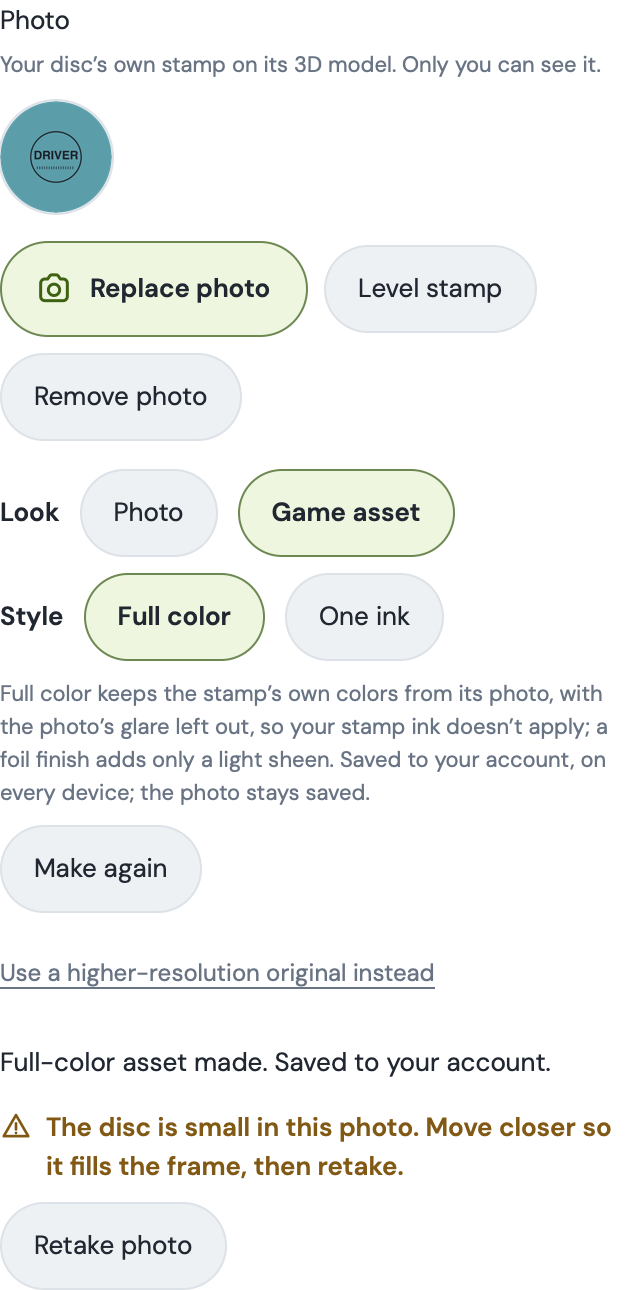 Photo
Your disc’s own stamp on its 3D model. Only you can see it.
DRIVER
Replace photo
Level stamp
Remove photo
Look
Photo
Game asset
Style
Full color
One ink
Full color keeps the stamp’s own colors from its photo, with
the photo’s glare left out, so your stamp ink doesn’t apply; a
foil finish adds only a light sheen. Saved to your account, on
every device; the photo stays saved.
Make again
Use a higher-resolution original instead
Full-color asset made. Saved to your account.
The disc is small in this photo. Move closer so
it fills the frame, then retake.
Retake photo